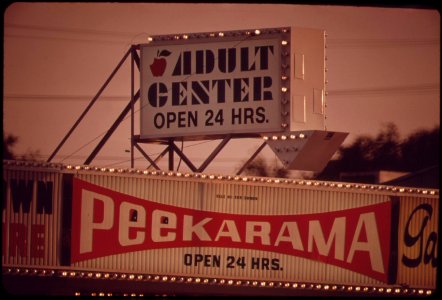 ADULT
CENTER
OPEN 24 HRS.
PEEKARAMA
OPEN 24 HRS.